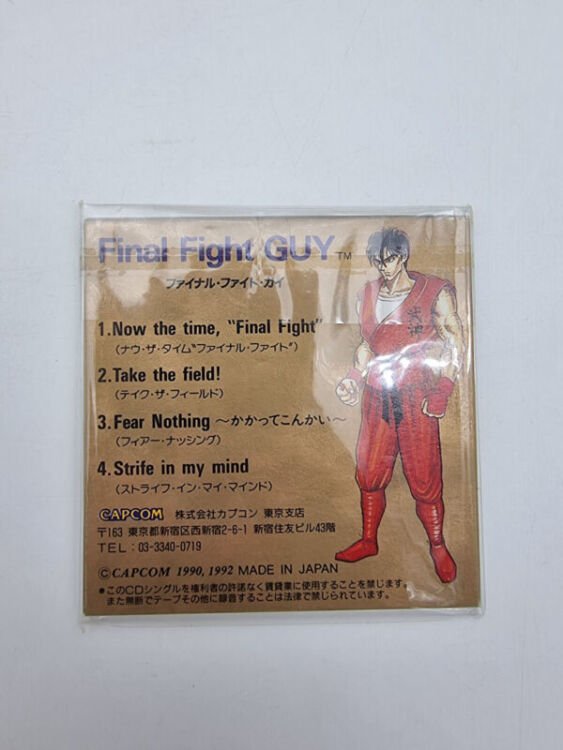 Final Fight GUY TM
ファイナル・ファイト・ガイ
1.Now the time, “Final Fight”
(ナウ・ザ・タイム“ファイナル・ファイト”)
2.Take the field!
(テイク・ザ・フィールド)
3.Fear Nothing 〜かかってこんかい〜
(フィアー・ナッシング)
4.Strife in my mind
(ストライフ・イン・マイ・マインド)
CAPCOM 株式会社カプコン 東京支店
〒163 東京都新宿区西新宿2-6-1 新宿住友ビル43階
TEL:03-3340-0719
©CAPCOM 1990, 1992 MADE IN JAPAN
●このCDシングルを権利者の許諾なく賃貸業に使用することを禁じます。
また無断でテープその他に録音することは法律で禁じられています。